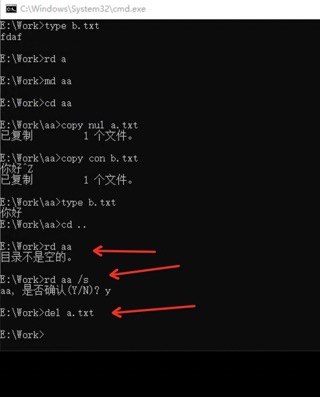 C:\Windows\System32\cmd.exe
E:\Work>type b.txt
fdaf
E:\Work>rd a
E:\Work>md aa
E:\Work>cd aa
E:\Work\aa>copy nul a.txt
已复制         1 个文件。
E:\Work\aa>copy con b.txt
你好^Z
已复制         1 个文件。
E:\Work\aa>type b.txt
你好
E:\Work\aa>cd ..
E:\Work>rd aa
目录不是空的。
E:\Work>rd aa /s
aa, 是否确认(Y/N)? y
E:\Work>del a.txt
E:\Work>